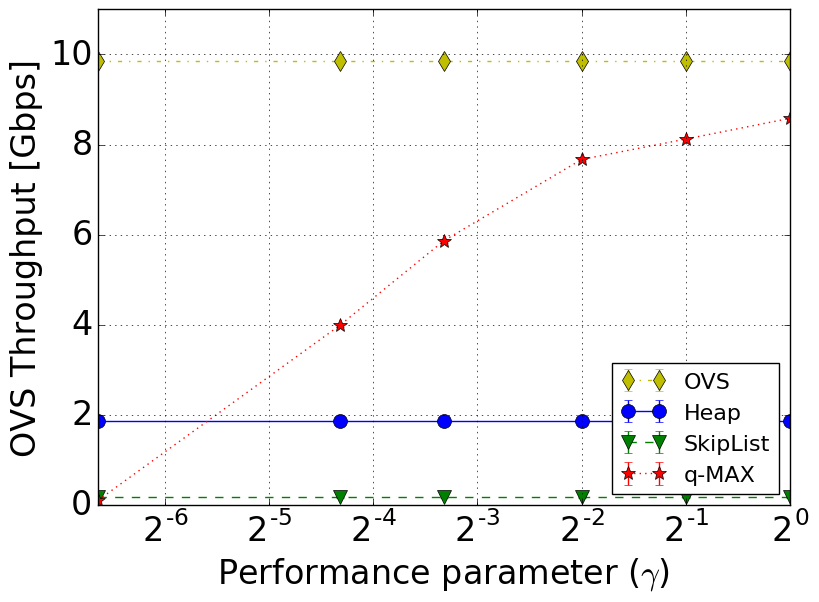 OVS Throughput [Gbps]
10
8
6
4
2
0
2^-6 2^-5 2^-4 2^-3 2^-2 2^-1 2^0
Performance parameter (γ)
OVS
Heap
SkipList
q-MAX